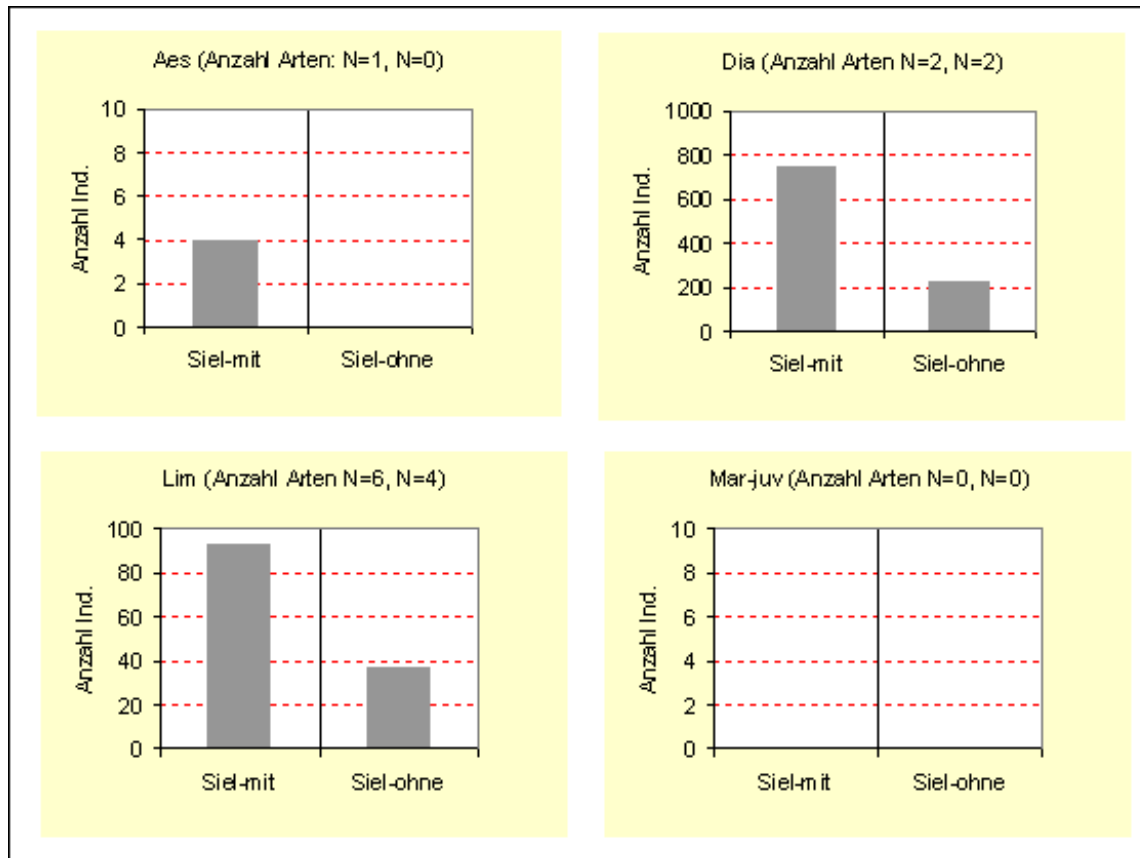 Aes (Anzahl Arten: N=1, N=0)
Anzahl Ind.
10
8
6
4
2
0
Siel-mit Siel-ohne
Dia (Anzahl Arten N=2, N=2)
Anzahl Ind.
1000
800
600
400
200
0
Siel-mit Siel-ohne
Lim (Anzahl Arten N=6, N=4)
Anzahl Ind.
100
80
60
40
20
0
Siel-mit Siel-ohne
Mar-juv (Anzahl Arten N=0, N=0)
Anzahl Ind.
10
8
6
4
2
0
Siel-mit Siel-ohne